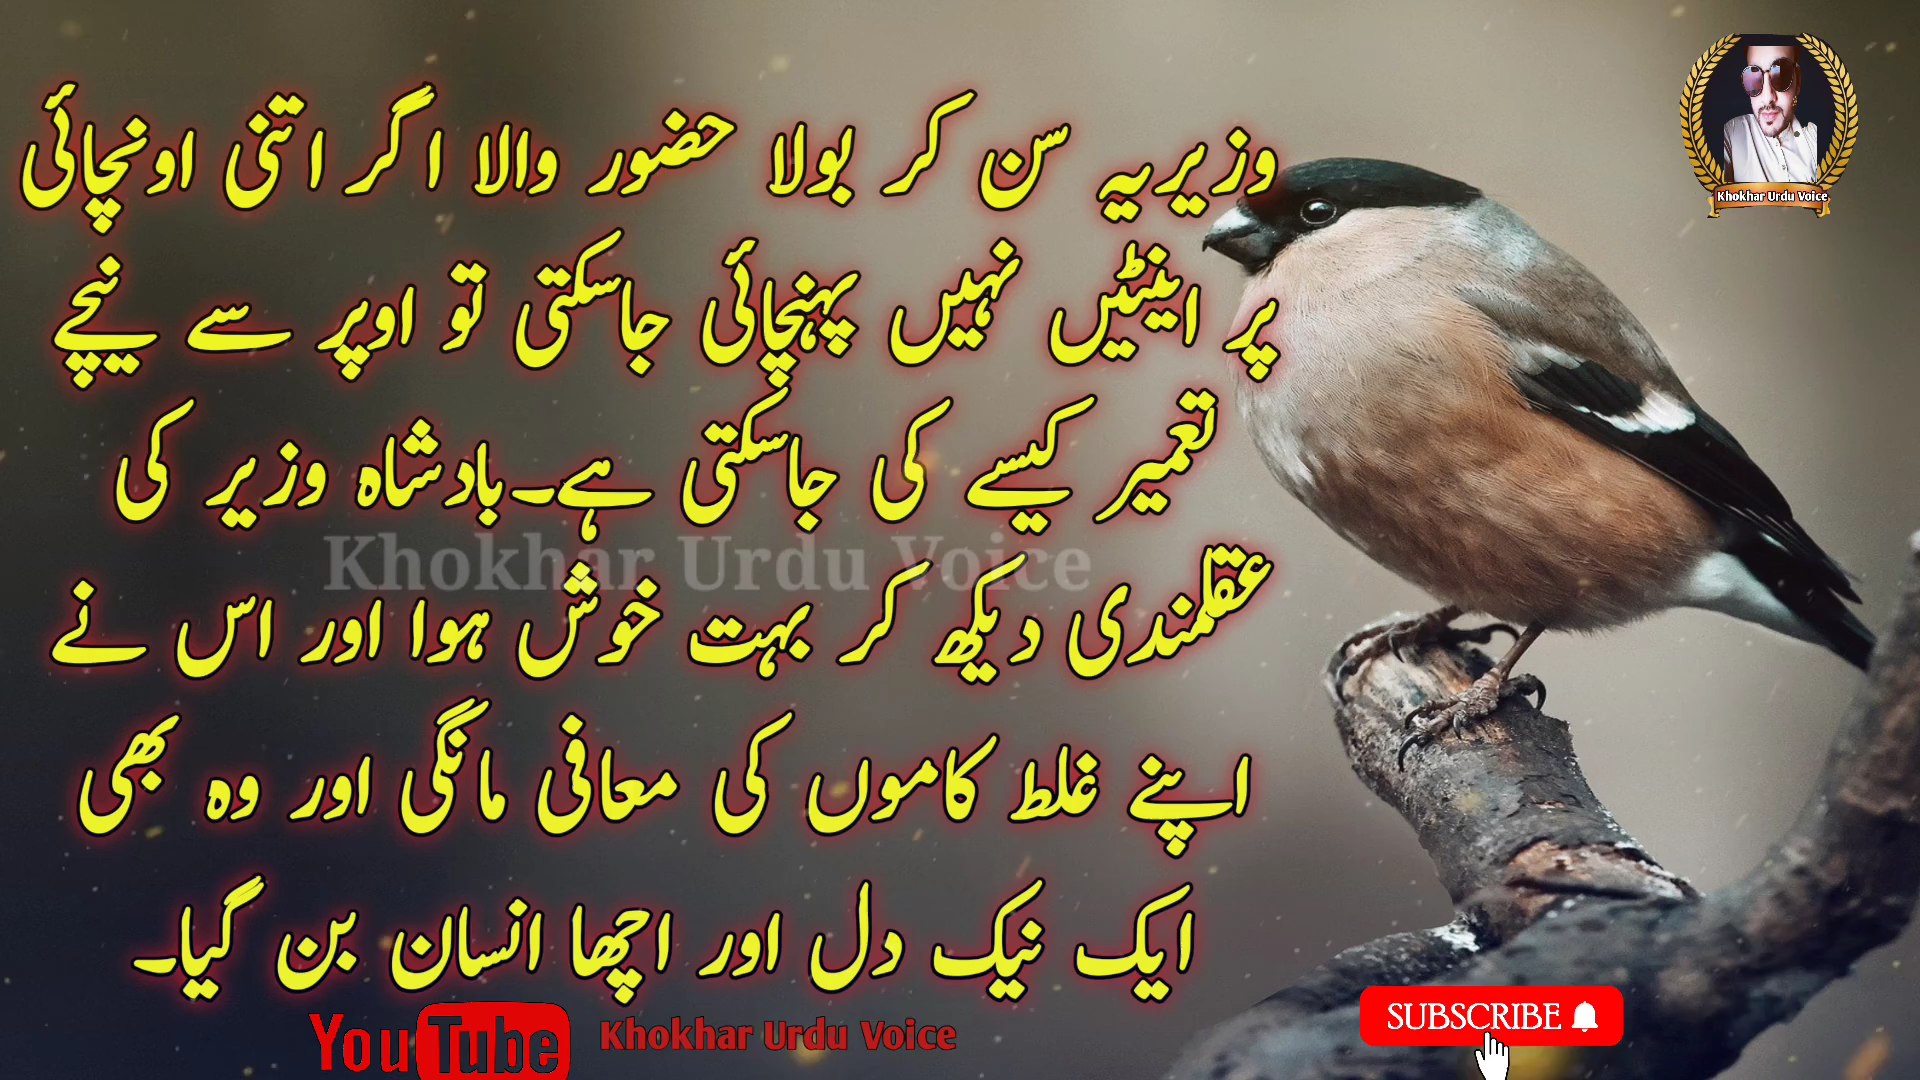 وزیریہ سن کر بولا حضور والا اگر اتنی اونچائی
پر اینٹیں نہیں پہنچائی جاسکتی تو اوپر سے نیچے
تعمیر کیسے کی جاسکتی ہے۔بادشاہ وزیر کی
عقلمندی دیکھ کر بہت خوش ہوا اور اس نے
اپنے غلط کاموں کی معافی مانگی اور وہ بھی
ایک نیک دل اور اچھا انسان بن گیا۔
Khokhar Urdu Voice
Khokhar Urdu Voice
YouTube Khokhar Urdu Voice
SUBSCRIBE